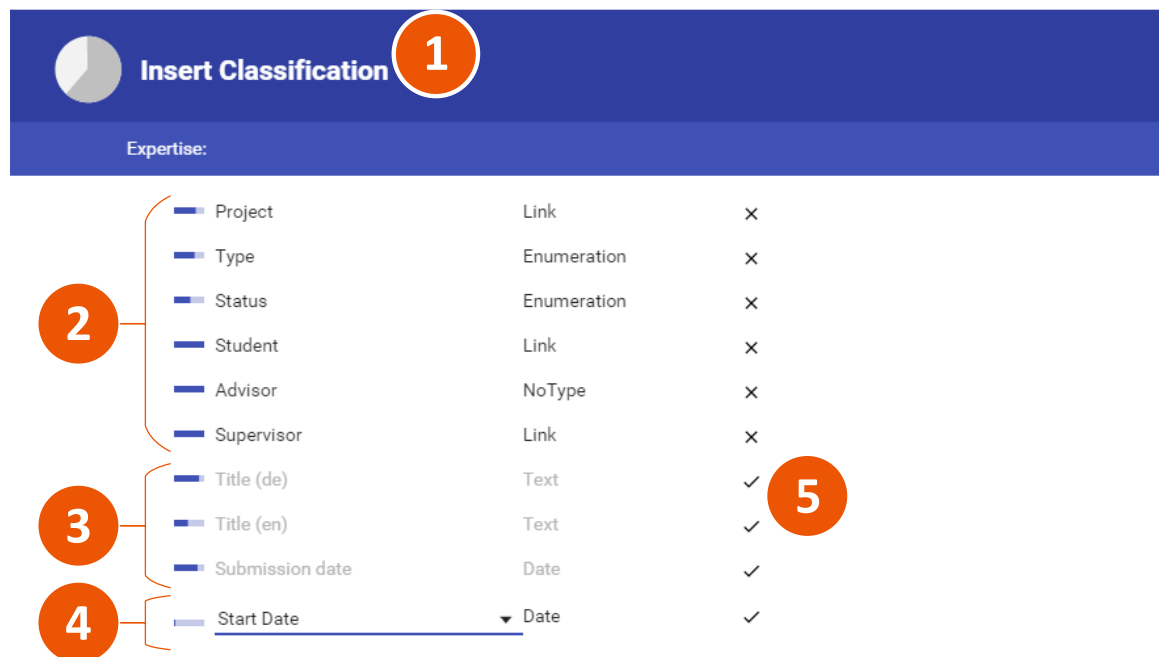 Insert Classification 1
Expertise:
Project Link
Type Enumeration
Status Enumeration
2
Student Link
Advisor NoType
Supervisor Link
Title (de) Text 5
3
Title (en) Text
Submission date Date
4 Start Date Date